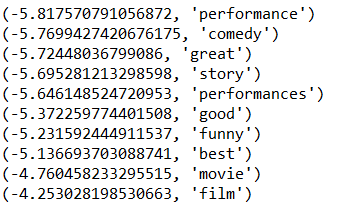 (-5.817570791056872, 'performance')
(-5.7699427420676175, 'comedy')
(-5.72448036799086, 'great')
(-5.695281213298598, 'story')
(-5.646148524720953, 'performances')
(-5.372259774401508, 'good')
(-5.231592444911537, 'funny')
(-5.136693703088741, 'best')
(-4.760458233295515, 'movie')
(-4.253028198530663, 'film')